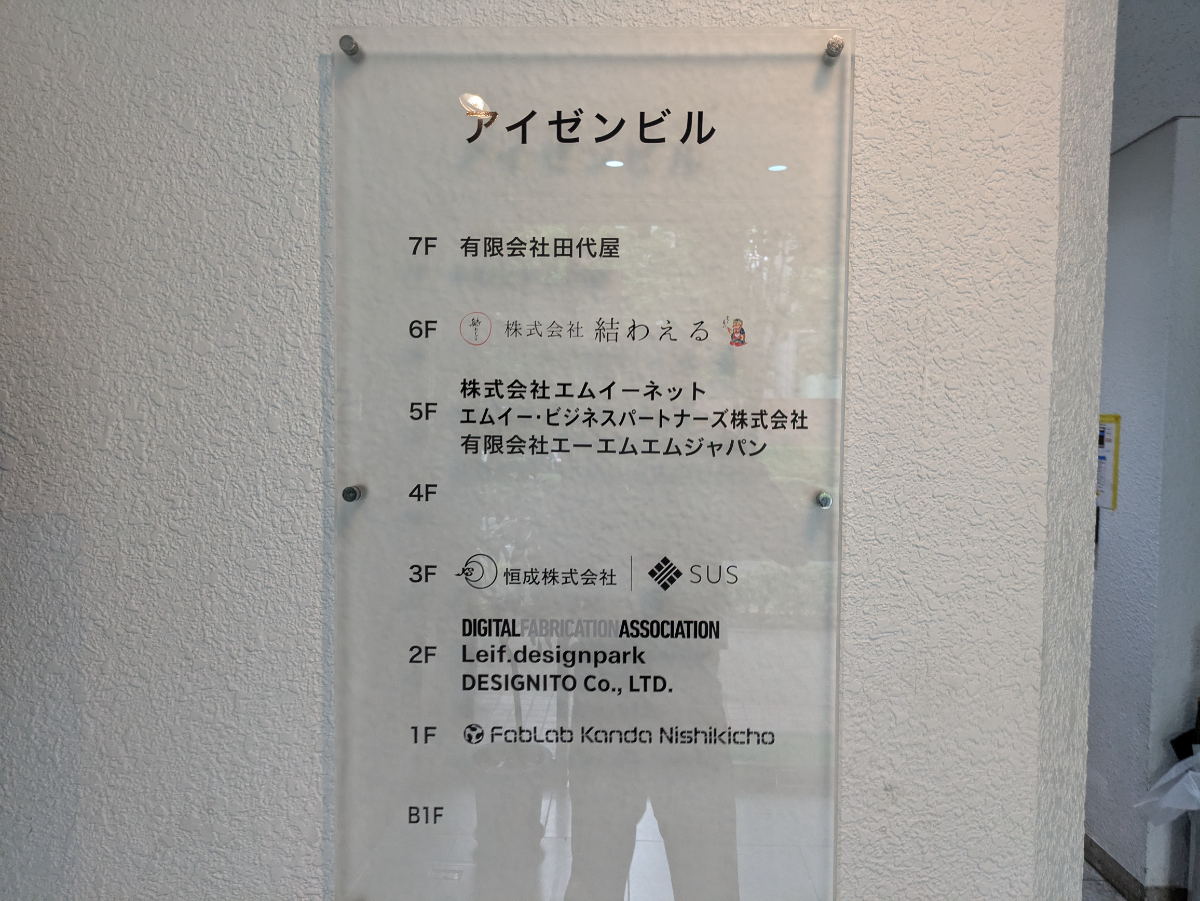 アイゼンビル
7F 有限会社田代屋
6F 株式会社 結わえる
5F 株式会社エムイーネット
エムイー・ビジネスパートナーズ株式会社
有限会社エーエムエムジャパン
4F
3F 恒成株式会社 SUS
DIGITALFABRICATIONASSOCIATION
2F Leif.designpark
DESIGNITO Co., LTD.
1F FabLab Kanda Nishikicho
B1F